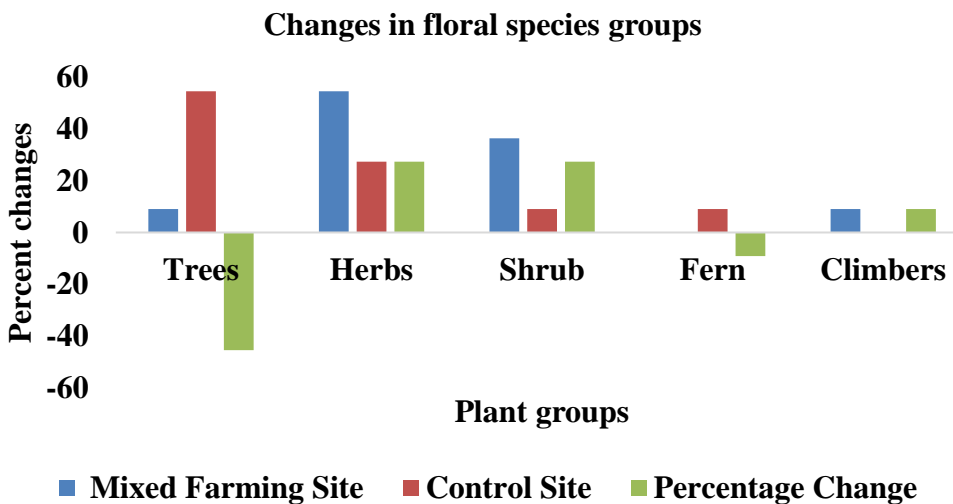 Changes in floral species groups
60
40
20
0
-20
-40
-60
Percent changes
Trees Herbs Shrub Fern Climbers
Plant groups
Mixed Farming Site Control Site Percentage Change